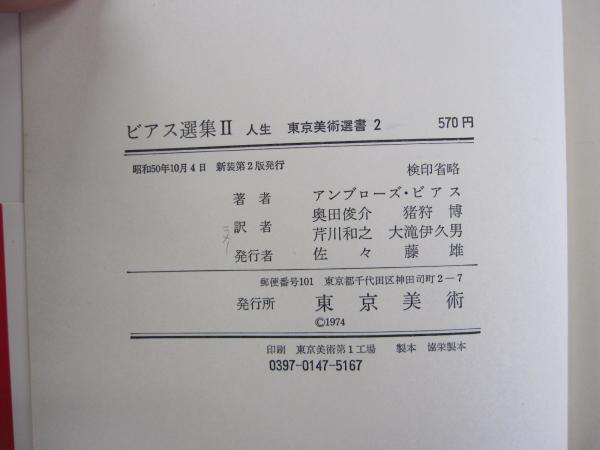 ビアス選集Ⅱ 人生 東京美術選書 2 570円
昭和50年10月4日 新装第2版発行 検印省略
著者 アンブローズ・ビアス
訳者 奥田俊介 猪狩博
芹川和之 大滝伊久男
発行者 佐々藤雄
郵便番号101 東京都千代田区神田司町2-7
発行所 東京美術
©1974
印刷 東京美術第1工場 製本 協栄製本
0397-0147-5167